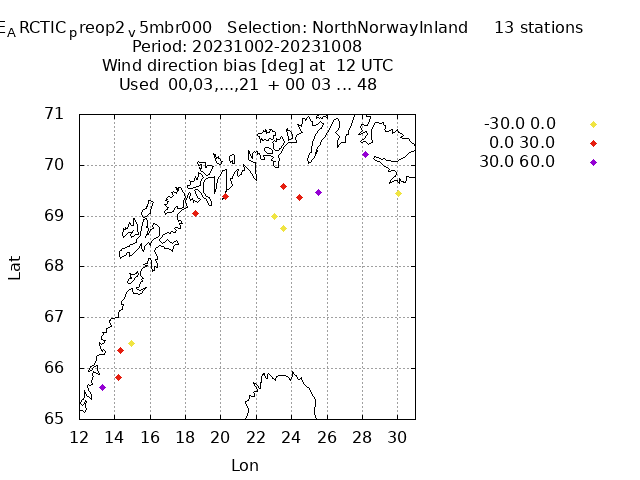 E_A RCTIC_p reop2_v 5mbr000 Selection: NorthNorwayInland 13 stations
Period: 20231002-20231008
Wind direction bias [deg] at 12 UTC
Used 00,03,...,21 + 00 03 ... 48
-30.0 0.0
0.0 30.0
30.0 60.0
71
70
69
68
67
66
65
Lat
12 14 16 18 20 22 24 26 28 30
Lon